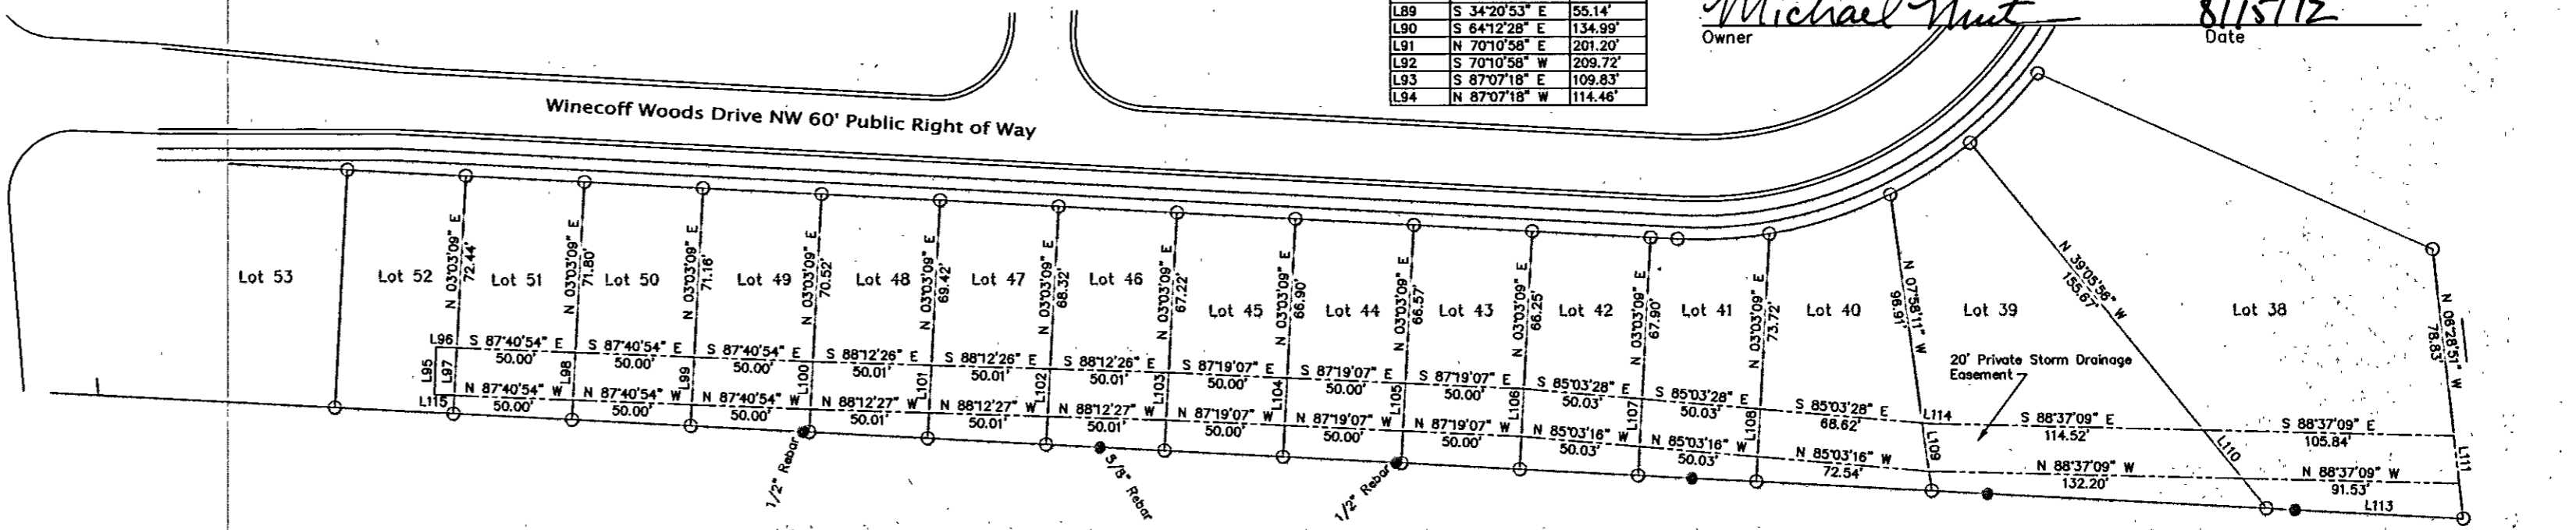 L89 S 34°20'53" E 55.14'
L90 S 64°12'28" E 134.99'
L91 N 70°10'58" E 201.20'
L92 S 70°10'58" W 209.72'
L93 S 87°07'18" E 109.83'
L94 N 87°07'18" W 114.46'
Michael 8/15/12
Owner Date
Winecoff Woods Drive NW 60' Public Right of Way
Lot 53
Lot 52
Lot 51
Lot 50
Lot 49
Lot 48
Lot 47
Lot 46
Lot 45
Lot 44
Lot 43
Lot 42
Lot 41
Lot 40
Lot 39
Lot 38
N 03°03'09" E
72.44'
N 03°03'09" E
71.80'
N 03°03'09" E
71.16'
N 03°03'09" E
70.52'
N 03°03'09" E
69.42'
N 03°03'09" E
68.32'
N 03°03'09" E
67.22'
N 03°03'09" E
66.90'
N 03°03'09" E
66.57'
N 03°03'09" E
66.25'
N 03°03'09" E
67.90'
N 03°03'09" E
73.72'
N 07°58'11" W
96.91'
N 39°05'56" W
155.67'
N 06°28'51" W
78.83'
20' Private Storm Drainage
Easement
L96
S 87°40'54" E
50.00'
S 87°40'54" E
50.00'
S 87°40'54" E
50.00'
S 88°12'26" E
50.01'
S 88°12'26" E
50.01'
S 88°12'26" E
50.01'
S 87°19'07" E
50.00'
S 87°19'07" E
50.00'
S 87°19'07" E
50.00'
S 85°03'28" E
50.03'
S 85°03'28" E
50.03'
S 85°03'28" E
68.62'
L114
S 88°37'09" E
114.52'
S 88°37'09" E
105.84'
L95
L97
L98
L99
L100
L101
L102
L103
L104
L105
L106
L107
L108
L109
L110
L111
L115
N 87°40'54" W
50.00'
N 87°40'54" W
50.00'
N 87°40'54" W
50.00'
N 88°12'27" W
50.01'
N 88°12'27" W
50.01'
N 88°12'27" W
50.01'
N 87°19'07" W
50.00'
N 87°19'07" W
50.00'
N 87°19'07" W
50.00'
N 85°03'16" W
50.03'
N 85°03'16" W
50.03'
N 85°03'16" W
72.54'
N 88°37'09" W
132.20'
N 88°37'09" W
91.53'
L113
1/2" Rebar
5/8" Rebar
1/2" Rebar